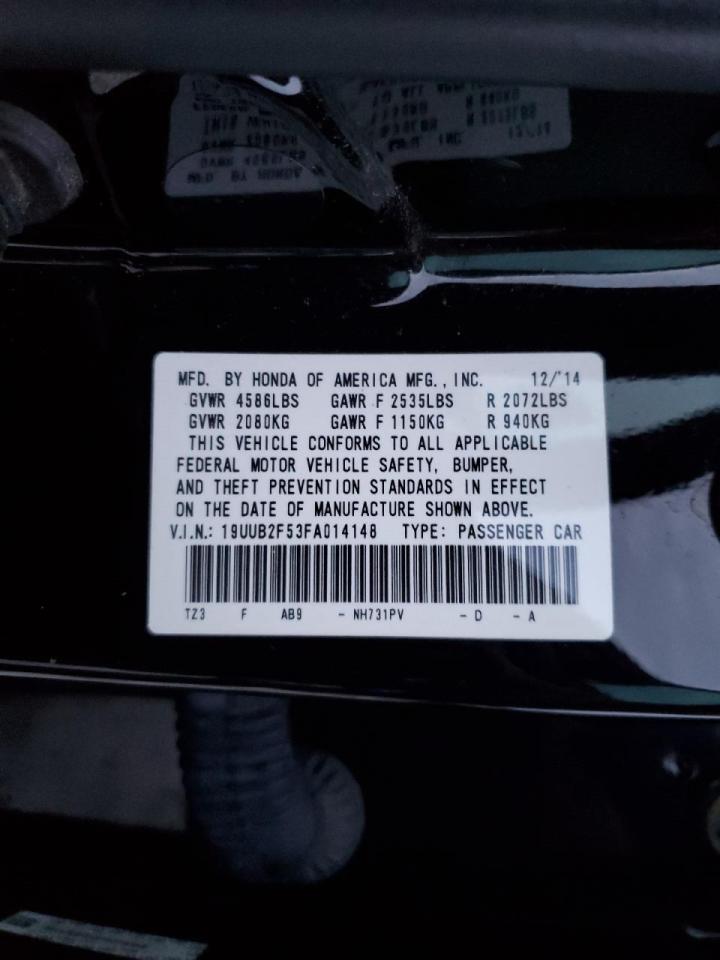 MFD. BY HONDA OF AMERICA MFG., INC. 12/'14
GVWR 4586LBS GAWR F 2535LBS R 2072LBS
GVWR 2080KG GAWR F 1150KG R 940KG
THIS VEHICLE CONFORMS TO ALL APPLICABLE
FEDERAL MOTOR VEHICLE SAFETY, BUMPER,
AND THEFT PREVENTION STANDARDS IN EFFECT
ON THE DATE OF MANUFACTURE SHOWN ABOVE.
V.I.N.: 19UUB2F53FA014148 TYPE: PASSENGER CAR
TZ3 F AB9 - NH731PV - D - A